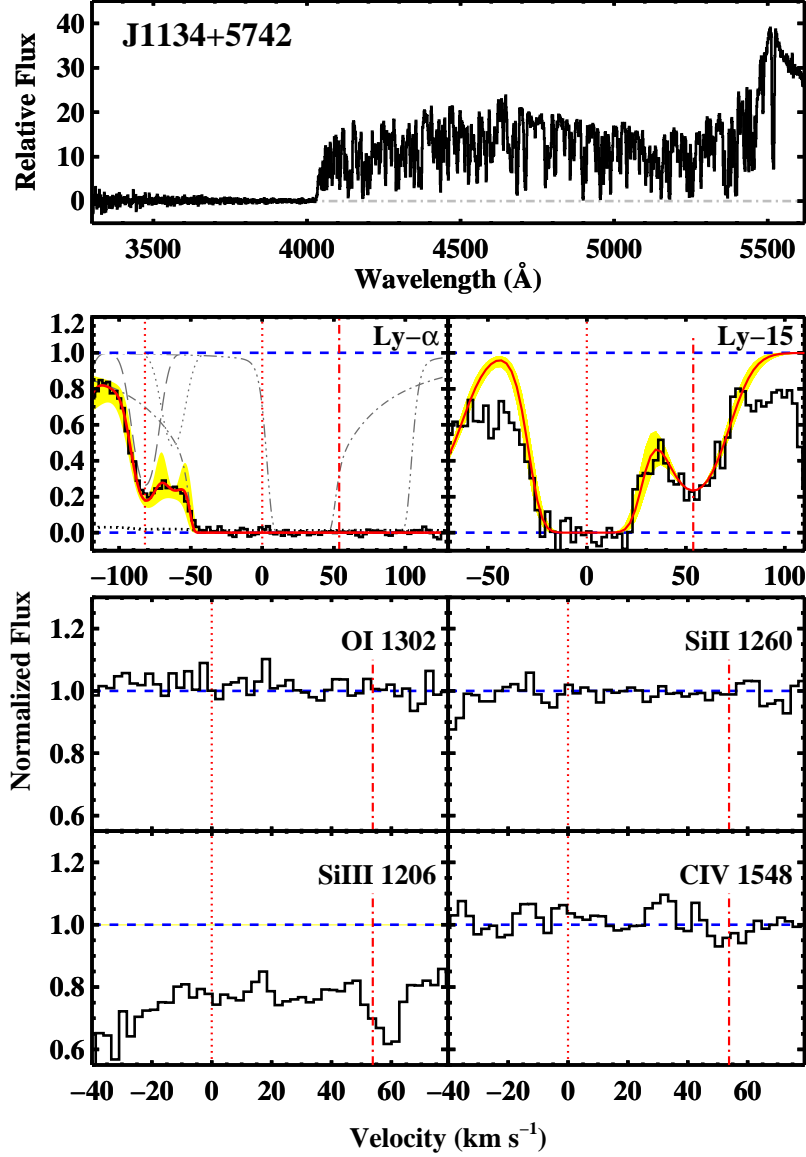 J1134+5742
Relative Flux
40
30
20
10
0
3500 4000 4500 5000 5500
Wavelength (Å)
Normalized Flux
1.2
1.0
0.8
0.6
0.4
0.2
0.0
Ly−α
Ly−15
−100 −50 0 50 100
−50 0 50 100
1.2
1.0
0.8
0.6
OI 1302
SiII 1260
1.2
1.0
0.8
0.6
SiIII 1206
CIV 1548
−40 −20 0 20 40 60
−40 −20 0 20 40 60
Velocity (km s⁻¹)